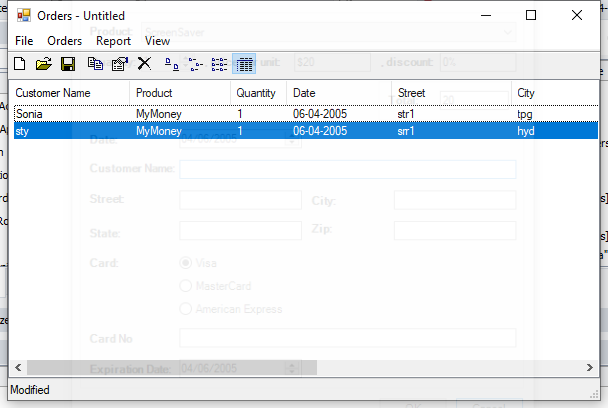 Orders - Untitled
Product: ScreenSaver
File Orders Report View
unit: $20 , discount: 0%
Customer Name Product Quantity Date Street City
Sonia MyMoney 1 06-04-2005 str1 tpg
sty MyMoney 1 06-04-2005 srr1 hyd
Date: 04/06/2005
Customer Name:
Street: City:
State: Zip:
Card: Visa
MasterCard
American Express
Card No
Expiration Date: 04/06/2005
Modified